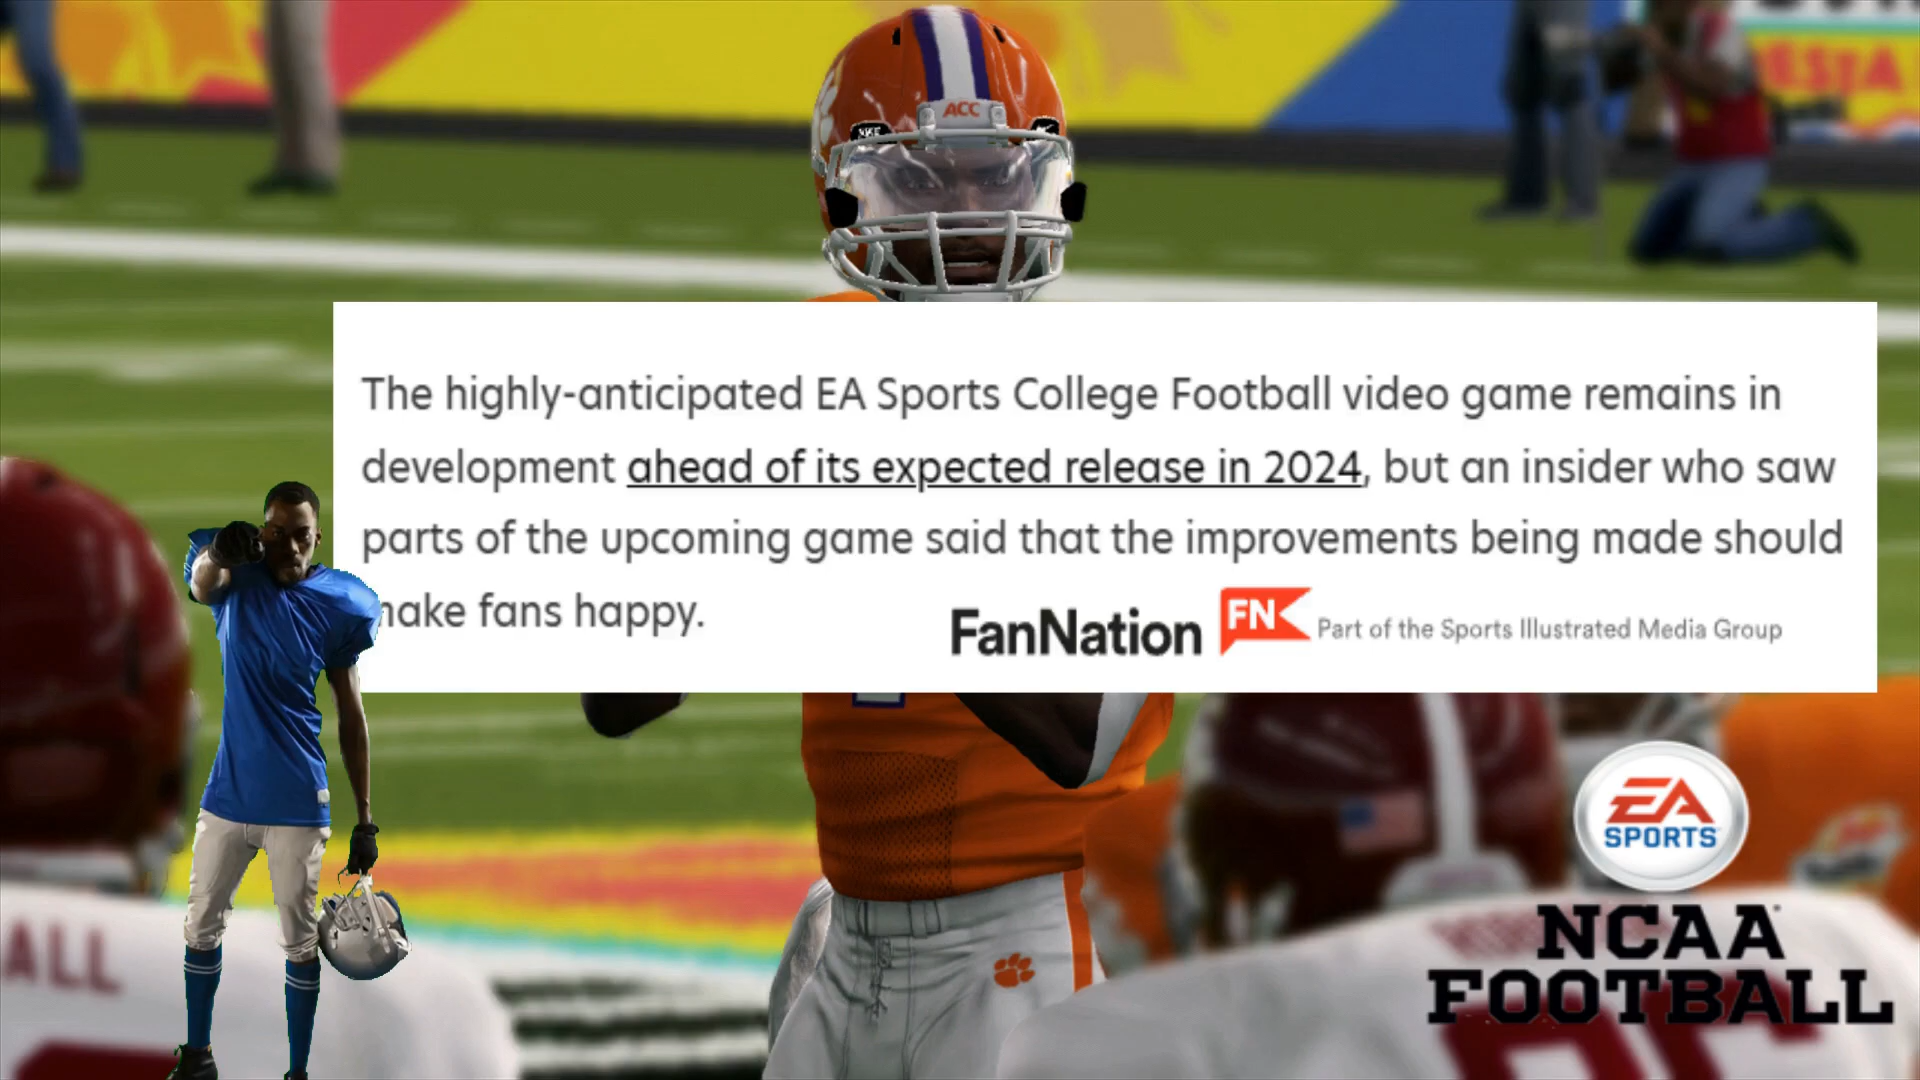 ACC
The highly-anticipated EA Sports College Football video game remains in
development ahead of its expected release in 2024, but an insider who saw
parts of the upcoming game said that the improvements being made should
make fans happy.
FanNation FN Part of the Sports Illustrated Media Group
EA
SPORTS
NCAA
FOOTBALL
ALL